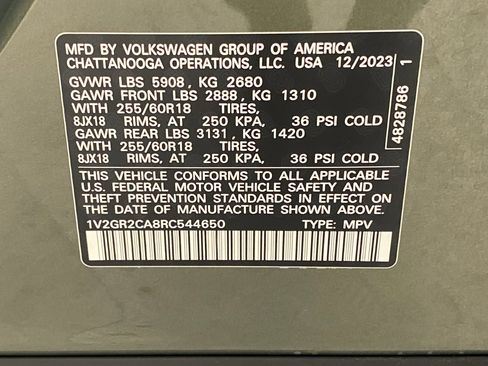 MFD BY VOLKSWAGEN GROUP OF AMERICA
CHATTANOOGA OPERATIONS, LLC. USA 12/2023
GVWR LBS 5908, KG 2680
GAWR FRONT LBS 2888, KG 1310
WITH 255/60R18 TIRES,
8JX18 RIMS, AT 250 KPA, 36 PSI COLD
GAWR REAR LBS 3131, KG 1420
WITH 255/60R18 TIRES,
8JX18 RIMS, AT 250 KPA, 36 PSI COLD
THIS VEHICLE CONFORMS TO ALL APPLICABLE
U.S. FEDERAL MOTOR VEHICLE SAFETY AND
THEFT PREVENTION STANDARDS IN EFFECT ON
THE DATE OF MANUFACTURE SHOWN ABOVE.
1V2GR2CA8RC544650 TYPE: MPV
4828786 1